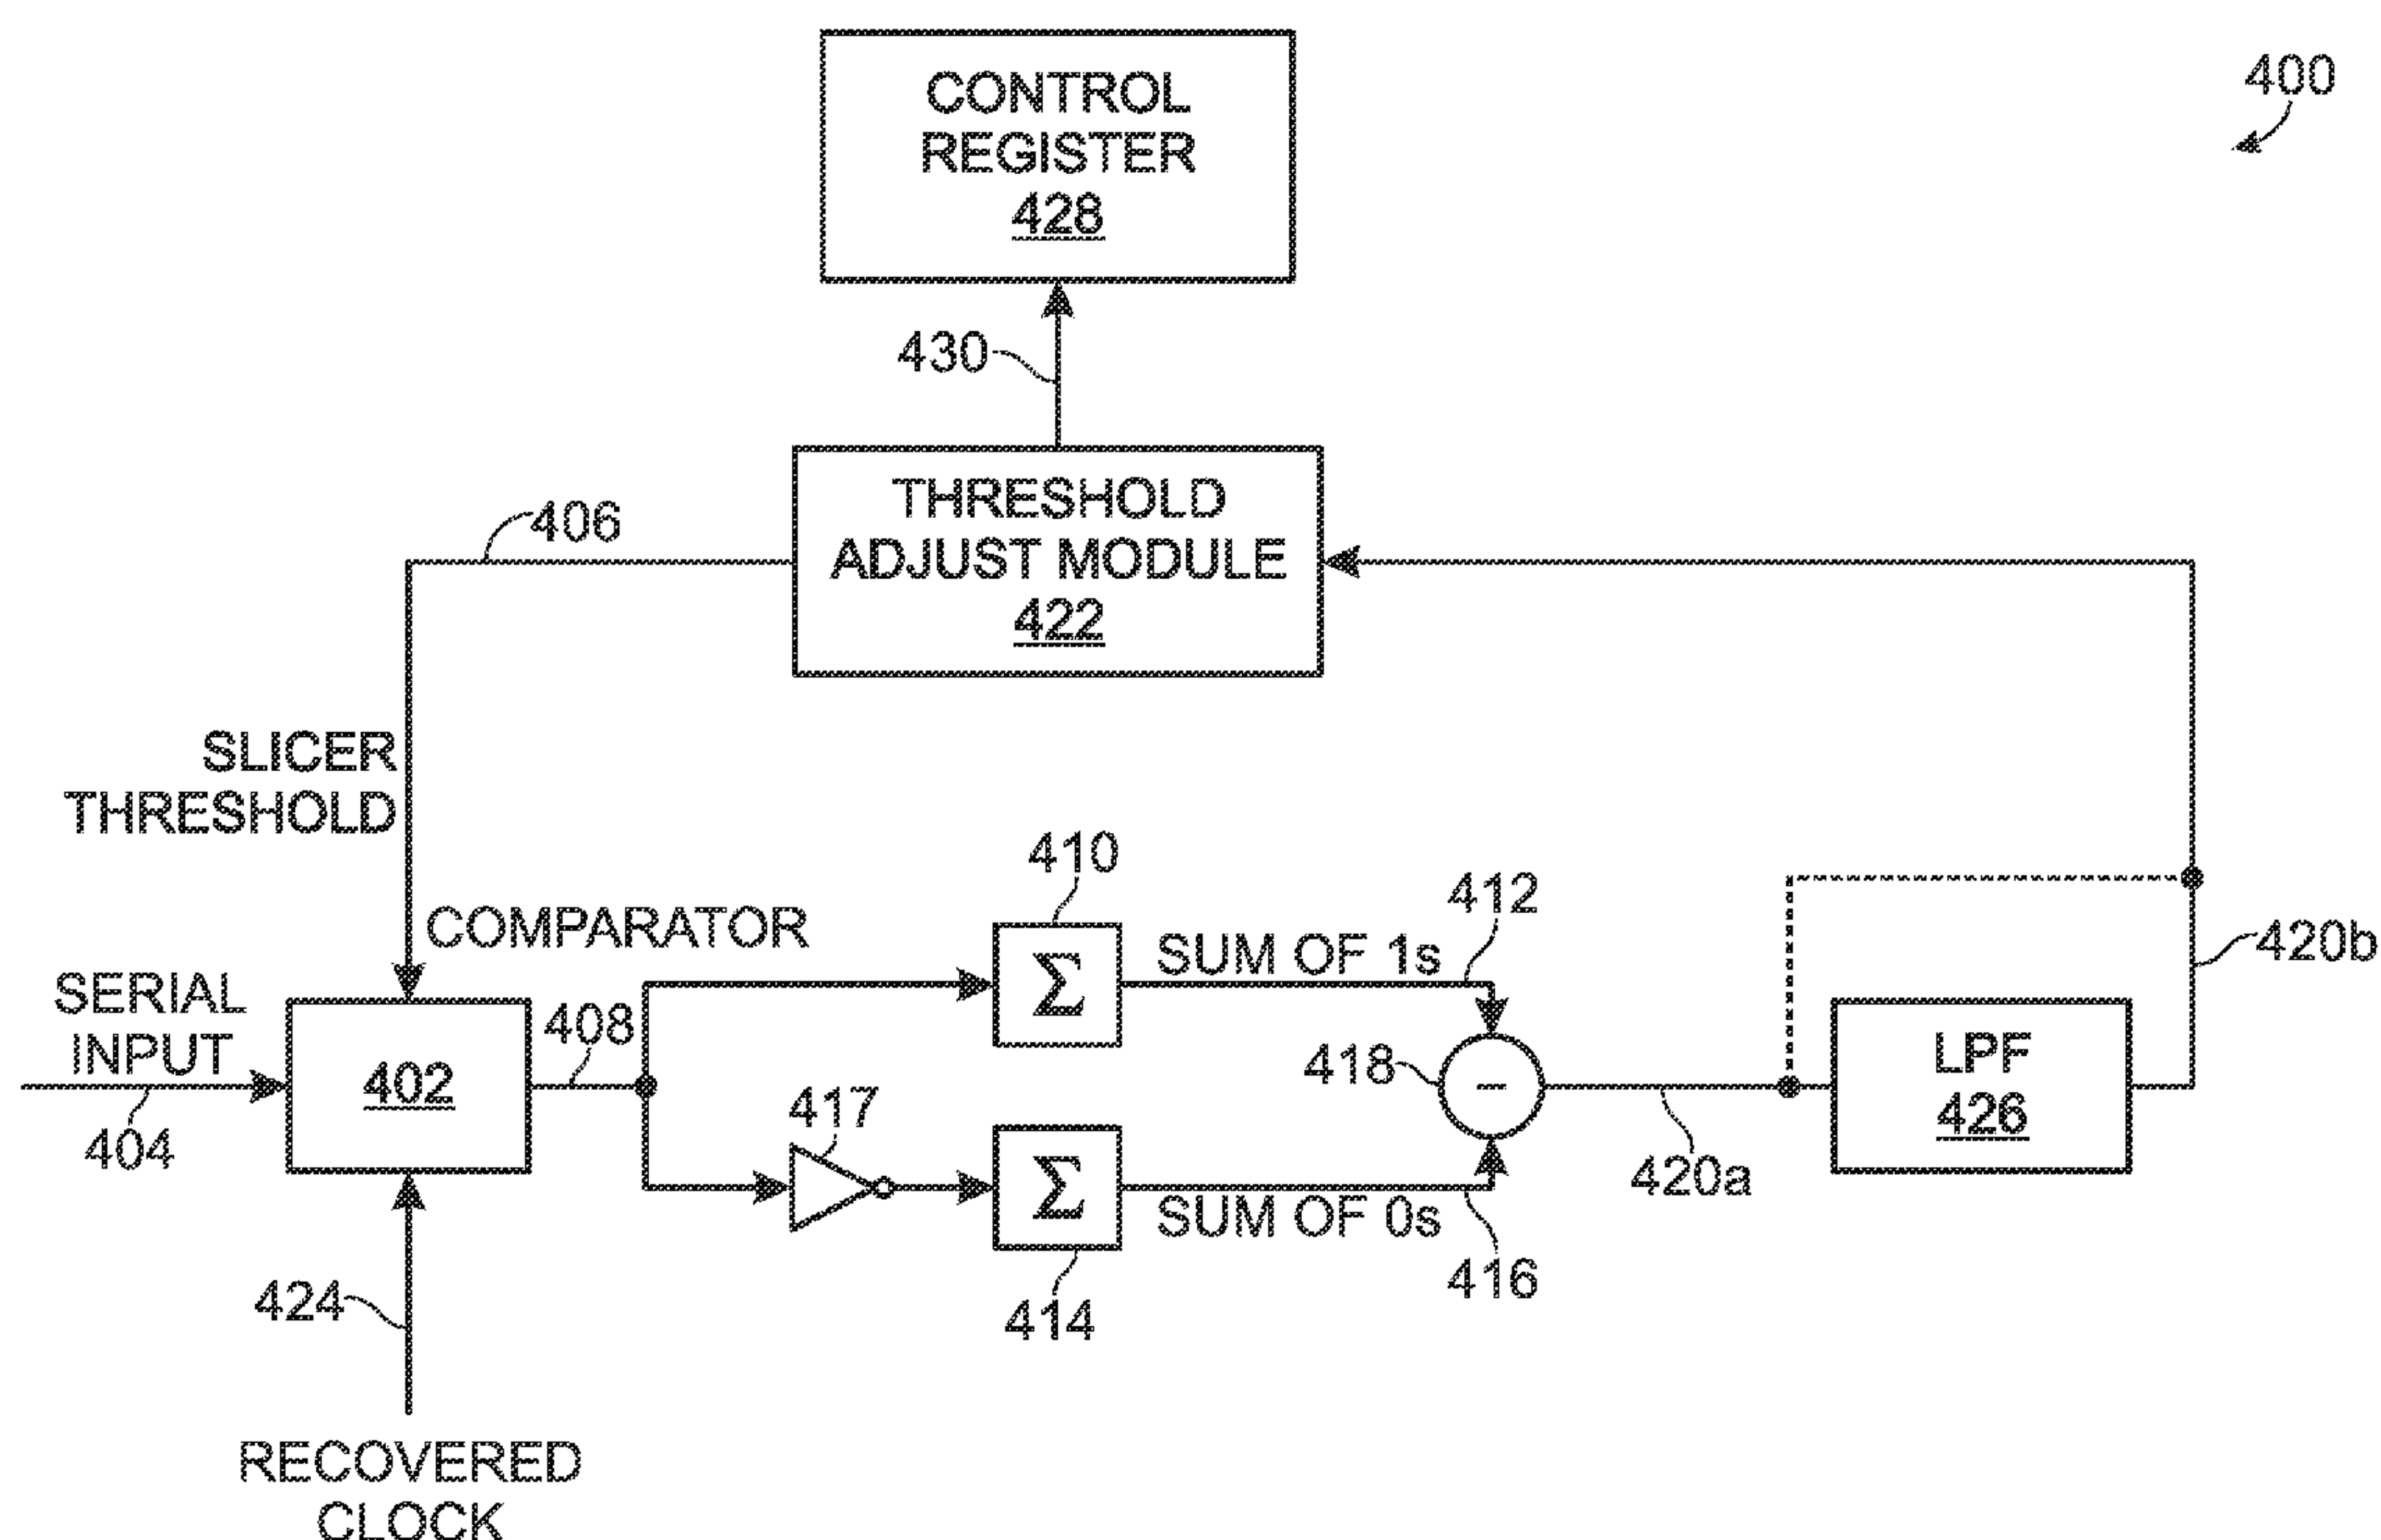 CONTROL
REGISTER
428
400
430
THRESHOLD
ADJUST MODULE
422
406
SLICER
THRESHOLD
COMPARATOR
410
SUM OF 1s
412
420b
SERIAL
INPUT
404
402
408
417
Σ
Σ
414
SUM OF 0s
416
418
-
420a
LPF
426
424
RECOVERED
CLOCK